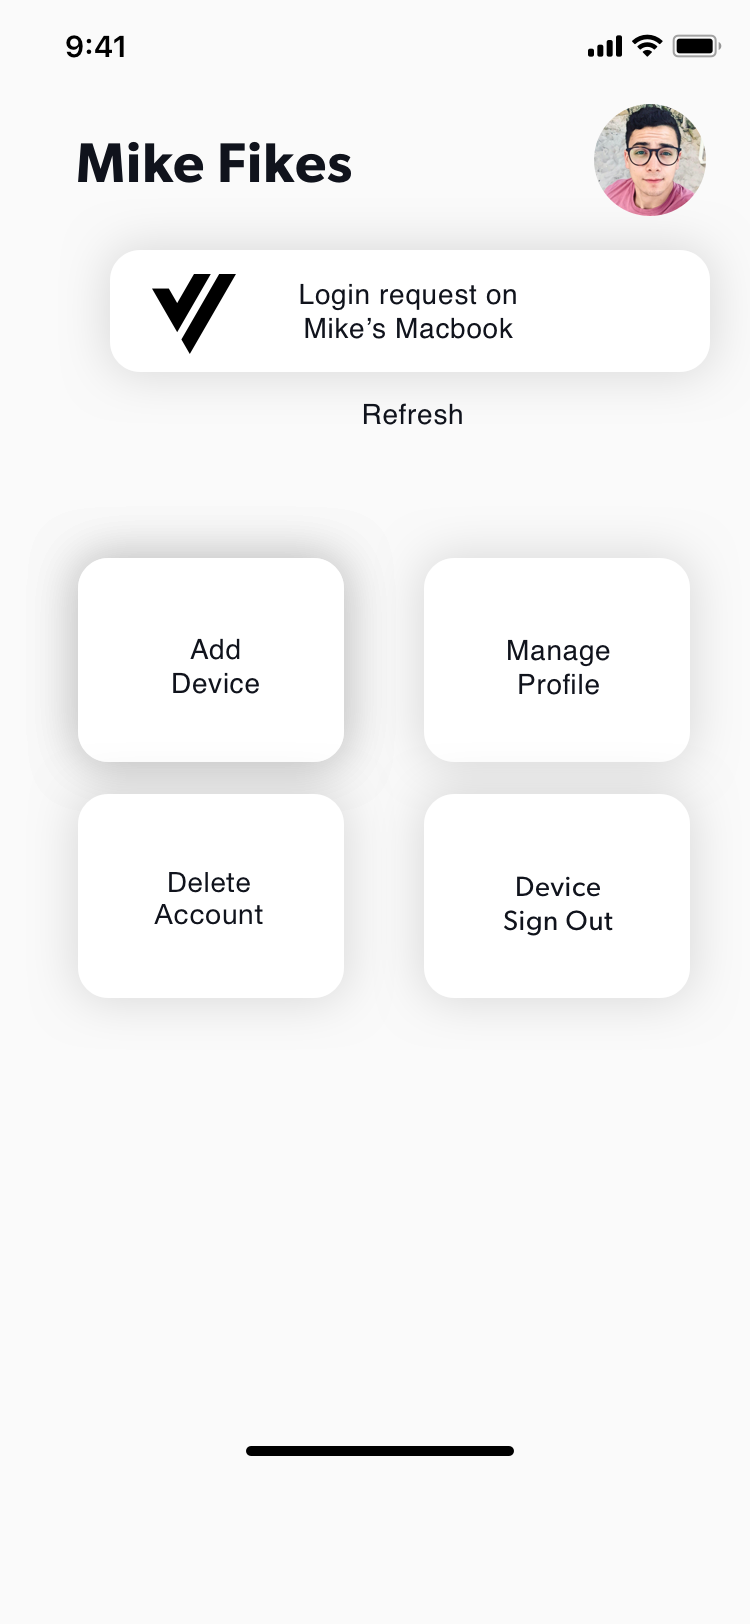 9:41
Mike Fikes
Login request on
Mike’s Macbook
Refresh
Add
Device
Manage
Profile
Delete
Account
Device
Sign Out